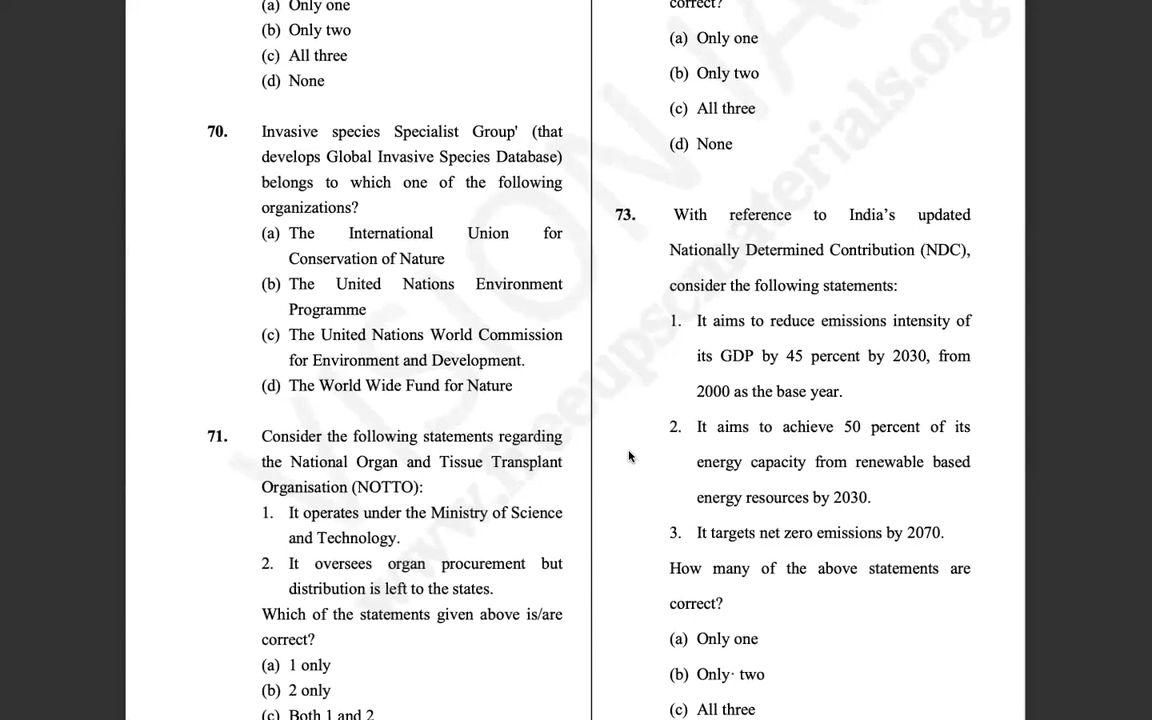 (a) Only one
(b) Only two
(c) All three
(d) None
70. Invasive species Specialist Group' (that
develops Global Invasive Species Database)
belongs to which one of the following
organizations?
(a) The International Union for
Conservation of Nature
(b) The United Nations Environment
Programme
(c) The United Nations World Commission
for Environment and Development.
(d) The World Wide Fund for Nature
71. Consider the following statements regarding
the National Organ and Tissue Transplant
Organisation (NOTTO):
1. It operates under the Ministry of Science
and Technology.
2. It oversees organ procurement but
distribution is left to the states.
Which of the statements given above is/are
correct?
(a) 1 only
(b) 2 only
(c) Both 1 and 2
correct?
(a) Only one
(b) Only two
(c) All three
(d) None
73. With reference to India's updated
Nationally Determined Contribution (NDC),
consider the following statements:
1. It aims to reduce emissions intensity of
its GDP by 45 percent by 2030, from
2000 as the base year.
2. It aims to achieve 50 percent of its
energy capacity from renewable based
energy resources by 2030.
3. It targets net zero emissions by 2070.
How many of the above statements are
correct?
(a) Only one
(b) Only· two
(c) All three
VISION IAS
www.freeupscmaterials.org